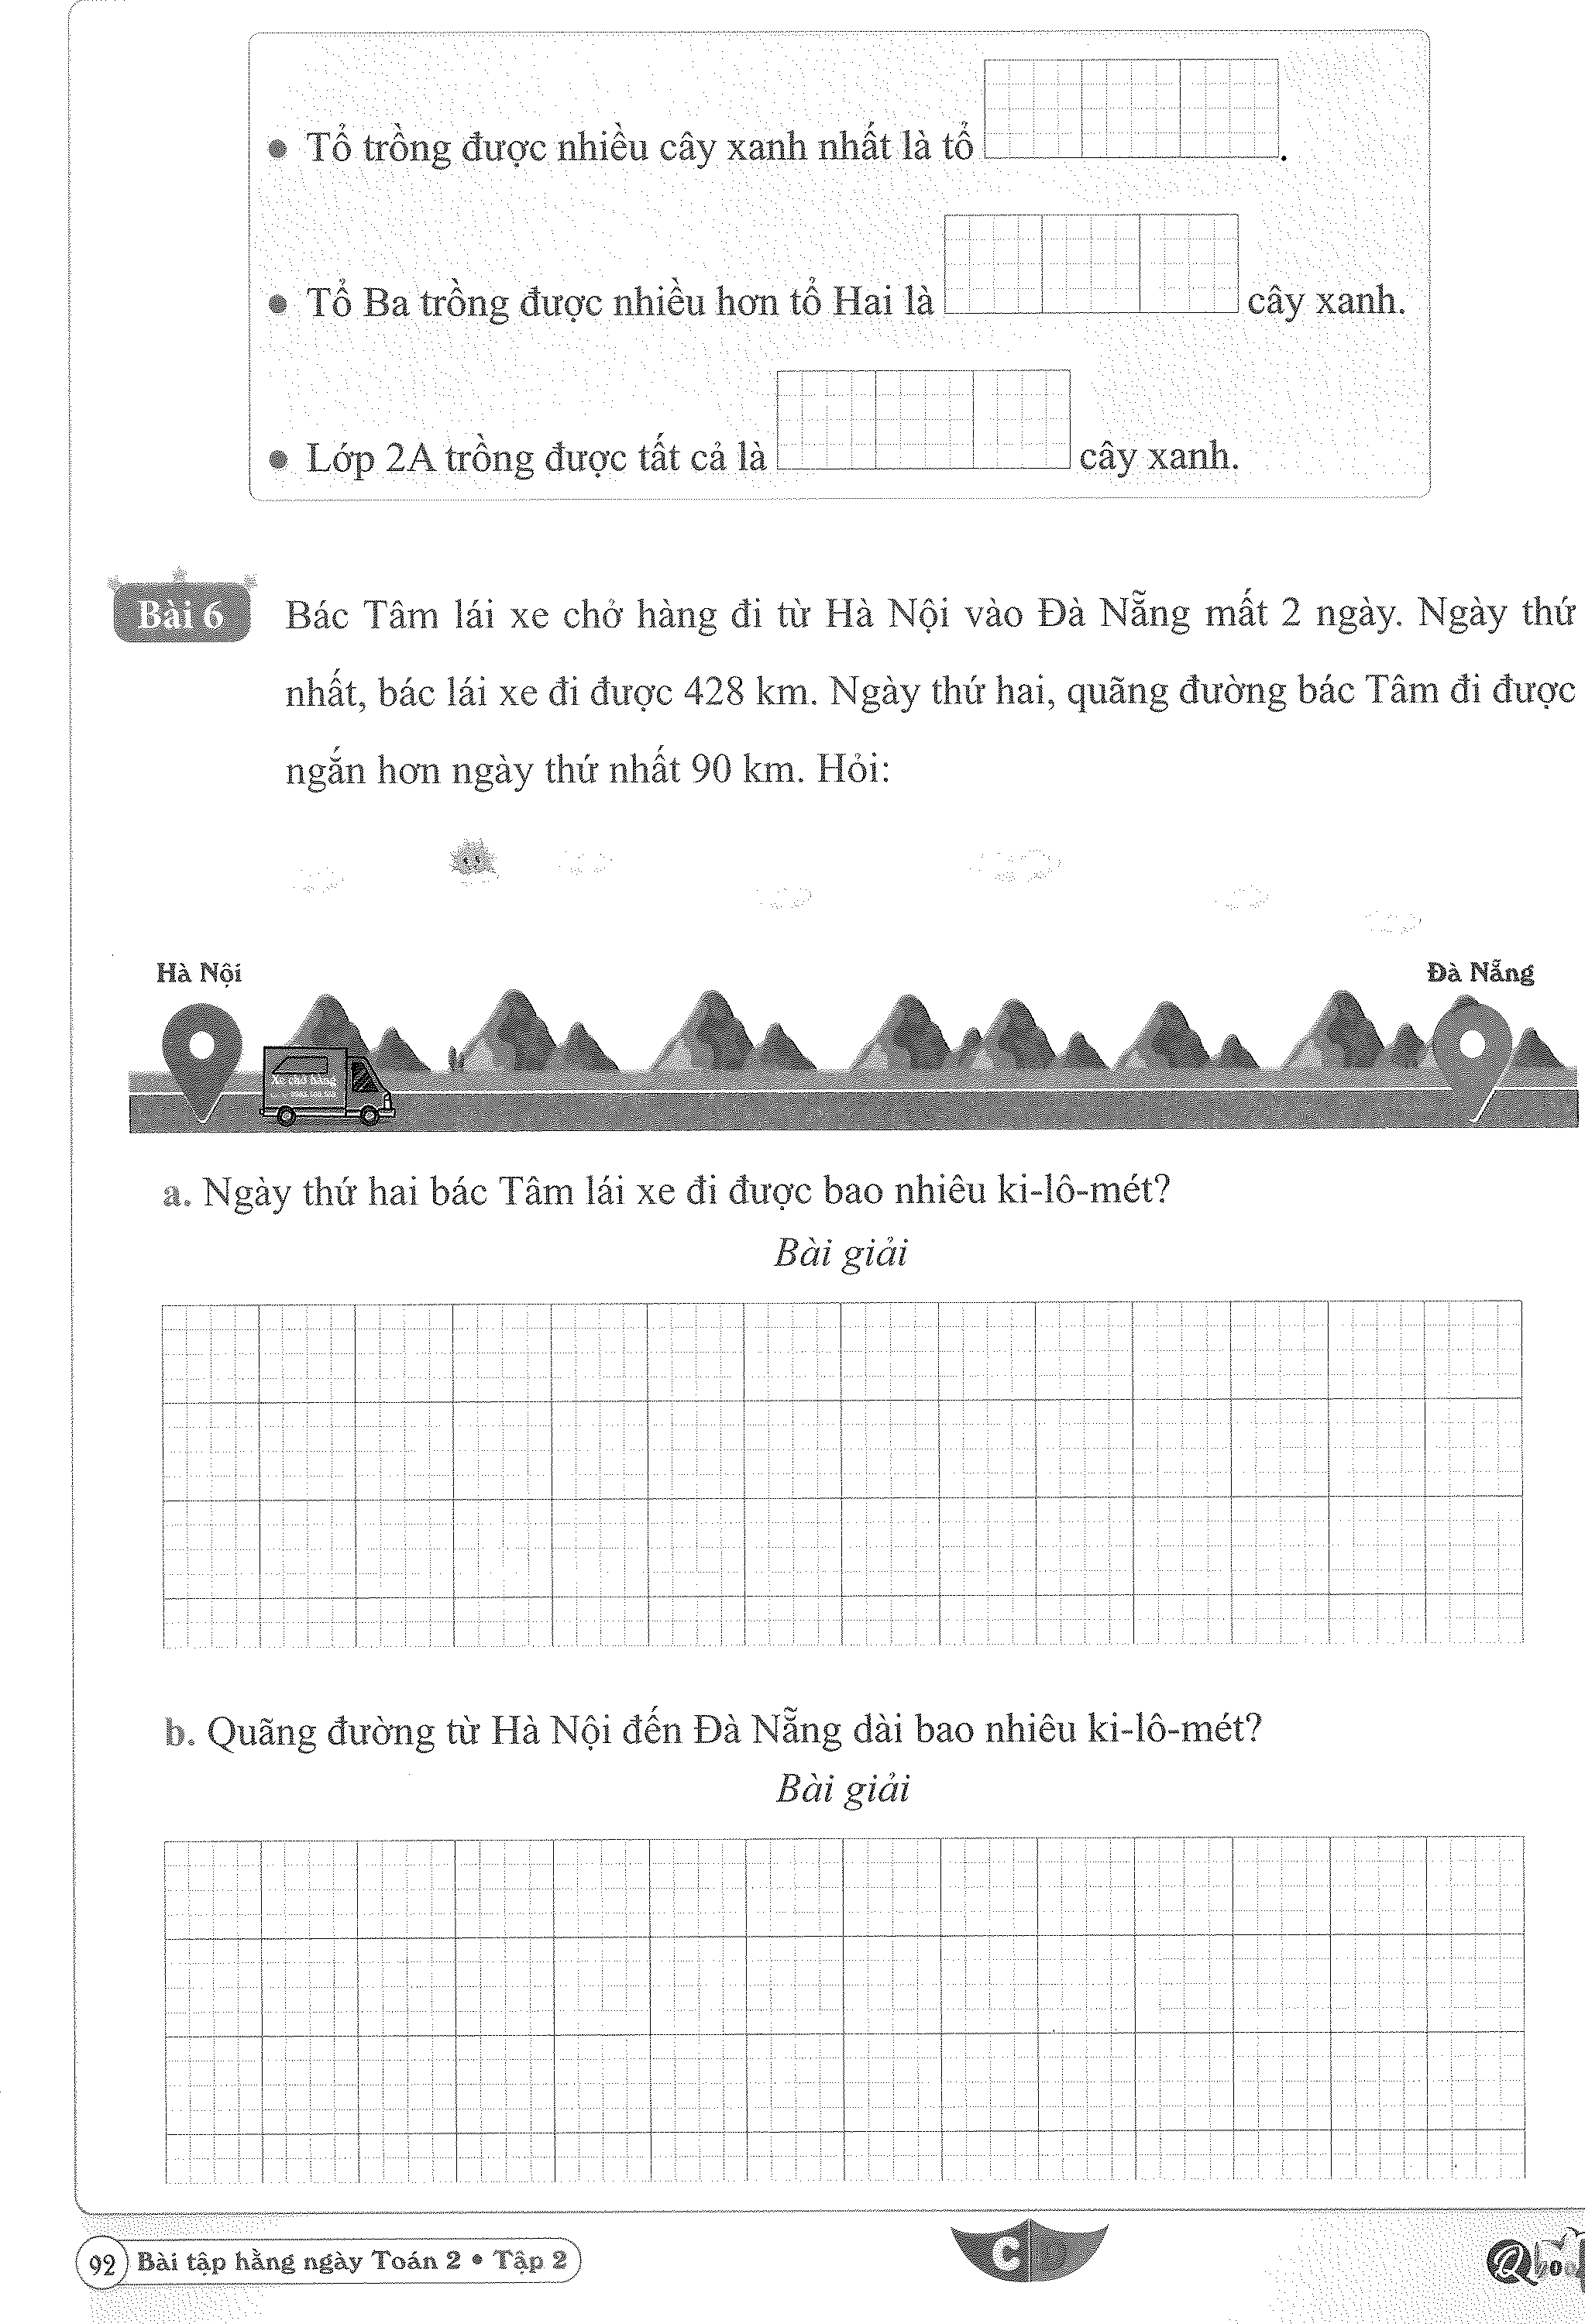 • Tổ trồng được nhiều cây xanh nhất là tổ .
• Tổ Ba trồng được nhiều hơn tổ Hai là cây xanh.
• Lớp 2A trồng được tất cả là cây xanh.
Bài 6 Bác Tâm lái xe chở hàng đi từ Hà Nội vào Đà Nẵng mất 2 ngày. Ngày thứ
nhất, bác lái xe đi được 428 km. Ngày thứ hai, quãng đường bác Tâm đi được
ngắn hơn ngày thứ nhất 90 km. Hỏi:
Hà Nội Đà Nẵng
Xe chở hàng
a. Ngày thứ hai bác Tâm lái xe đi được bao nhiêu ki-lô-mét?
Bài giải
b. Quãng đường từ Hà Nội đến Đà Nẵng dài bao nhiêu ki-lô-mét?
Bài giải
92 Bài tập hằng ngày Toán 2 • Tập 2 CD